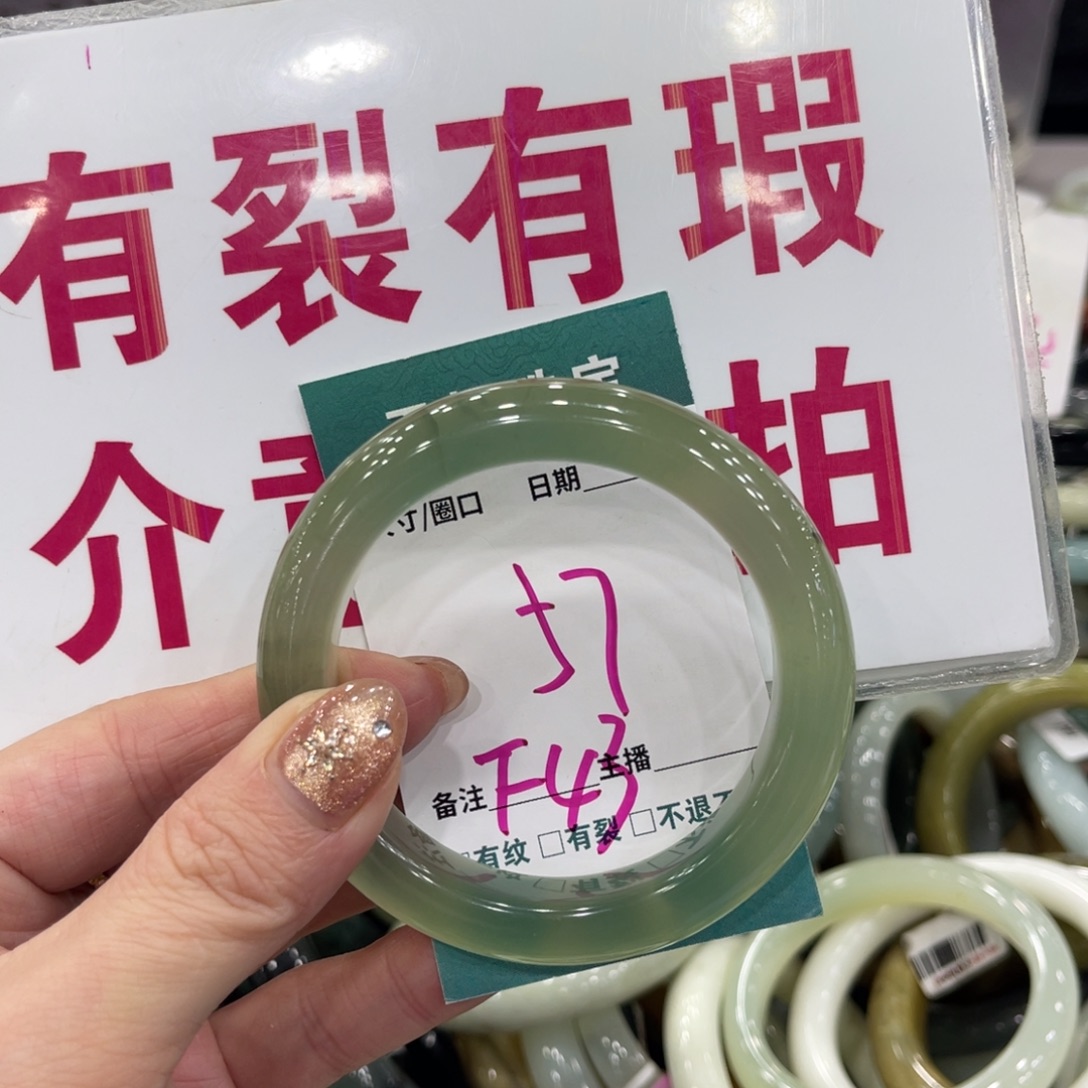 有裂有瑕
介 拍
寸/圈口 日期
57
F43
备注 主播
有纹 □有裂 □不退